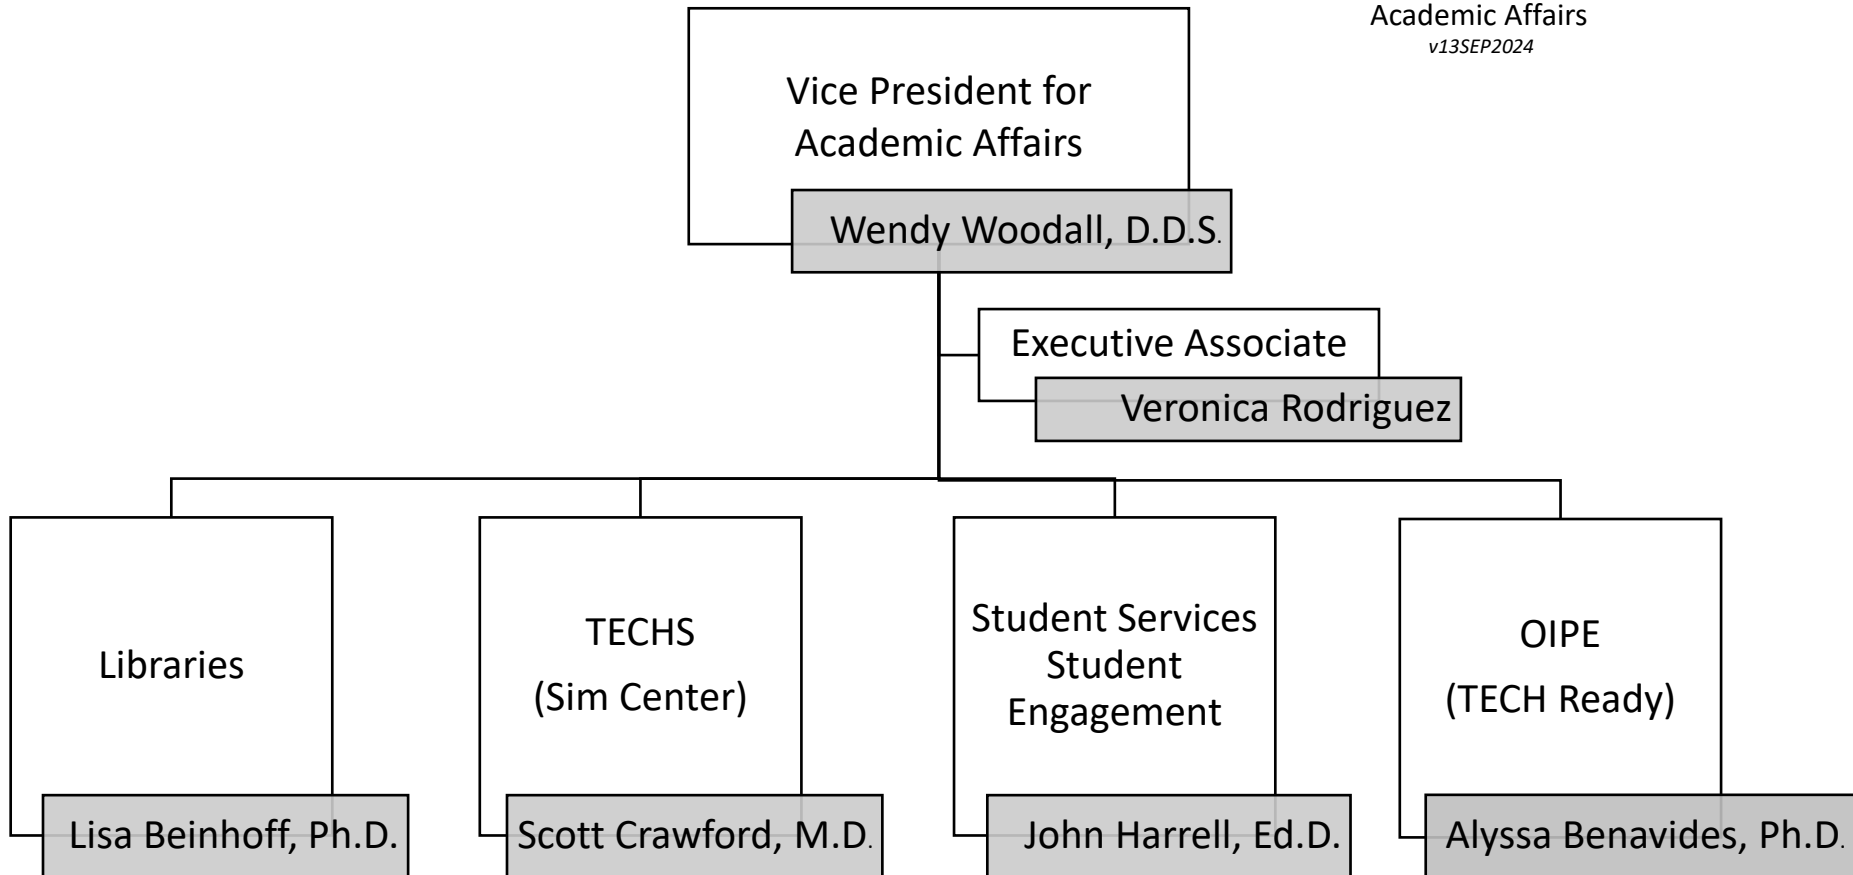 Academic Affairs
v13SEP2024
Vice President for
Academic Affairs
Wendy Woodall, D.D.S.
Executive Associate
Veronica Rodriguez
Libraries
Lisa Beinhoff, Ph.D.
TECHS
(Sim Center)
Scott Crawford, M.D.
Student Services
Student
Engagement
John Harrell, Ed.D.
OIPE
(TECH Ready)
Alyssa Benavides, Ph.D.